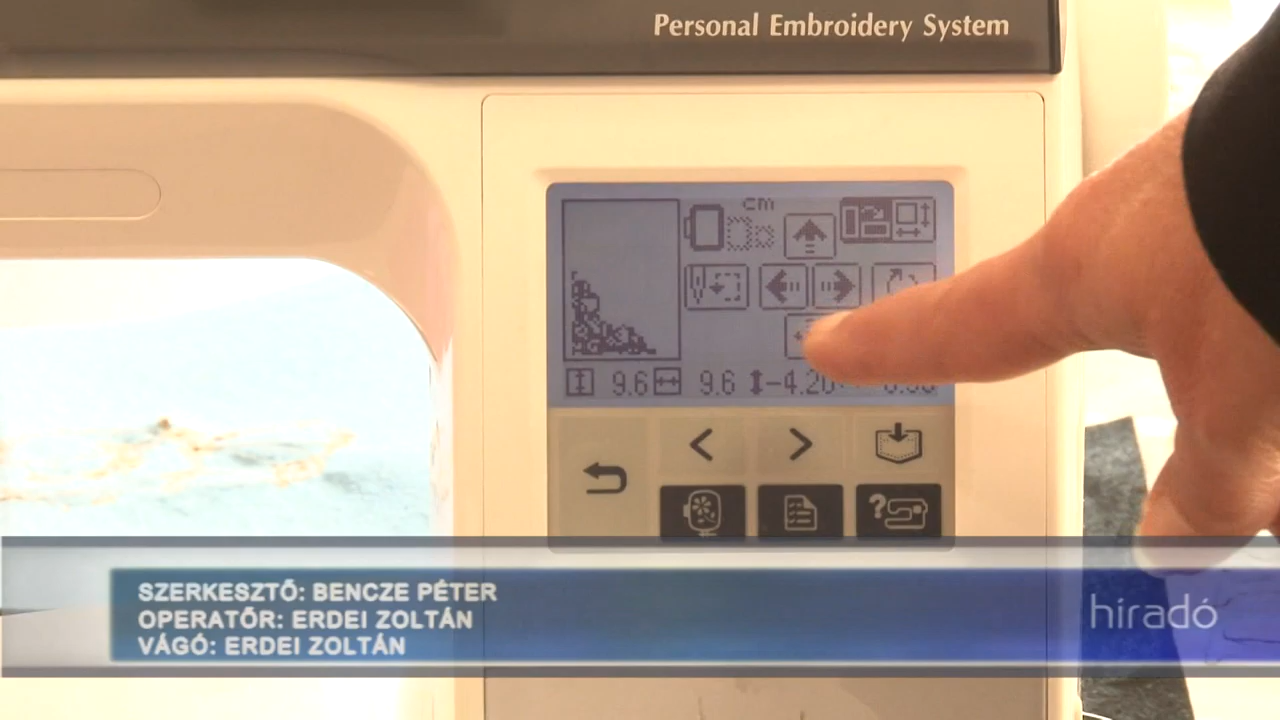 Personal Embroidery System
cm
9.6 9.6 -4.20
SZERKESZTŐ: BENCZE PÉTER
OPERATŐR: ERDEI ZOLTÁN
VÁGÓ: ERDEI ZOLTÁN
híradó